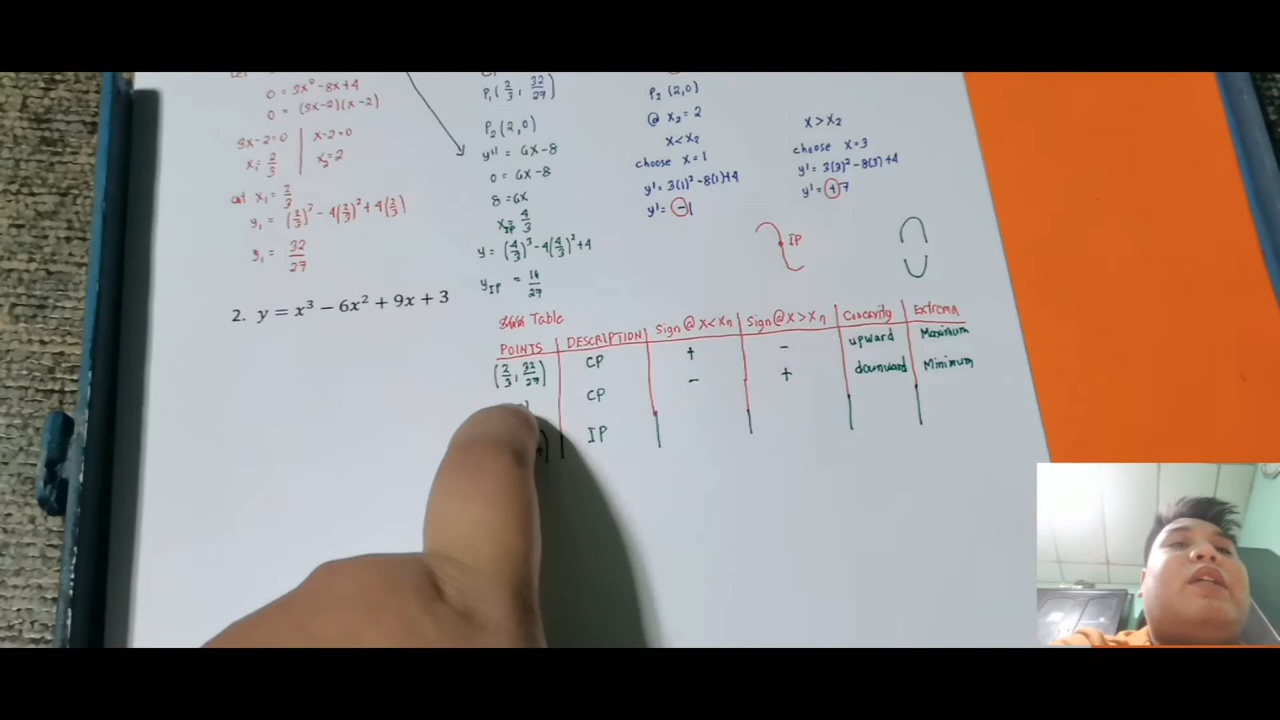 0 = 3x² - 8x + 4
0 = (3x-2)(x-2)
3x-2=0 | x-2=0
x₁ = 2/3
x₂ = 2
at x₁ = 2/3
y₁ = (2/3)³ - 4(2/3)² + 4(2/3)
y₁ = 32/27
P₁ (2/3, 32/27)
P₂ (2,0)
y'' = 6x-8
0 = 6x-8
8 = 6x
x_IP = 4/3
y = (4/3)³ - 4(4/3)² + 4
y_IP = 16/27
P₂ (2,0)
@ x₂ = 2
x < x₂
choose x=1
y' = 3(1)² - 8(1) + 4
y' = -1
x > x₂
choose x=3
y' = 3(3)² - 8(3) + 4
y' = +7
IP
2. y = x³ − 6x² + 9x + 3
Table
POINTS | DESCRIPTION | Sign @ x<xₙ | Sign @ x>xₙ | Concavity | Extrema
(2/3, 32/27) CP + - upward Maximum
CP - + downward Minimum
IP